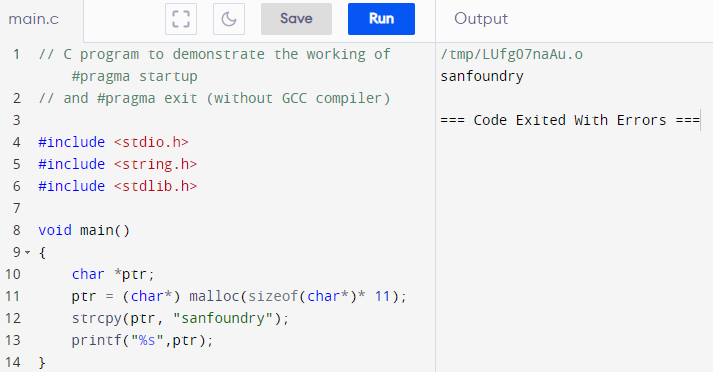 main.c Save Run Output
1 // C program to demonstrate the working of
#pragma startup
2 // and #pragma exit (without GCC compiler)
3
4 #include <stdio.h>
5 #include <string.h>
6 #include <stdlib.h>
7
8 void main()
9 {
10 char *ptr;
11 ptr = (char*) malloc(sizeof(char*)* 11);
12 strcpy(ptr, "sanfoundry");
13 printf("%s",ptr);
14 }
/tmp/LUfg07naAu.o
sanfoundry
=== Code Exited With Errors ===